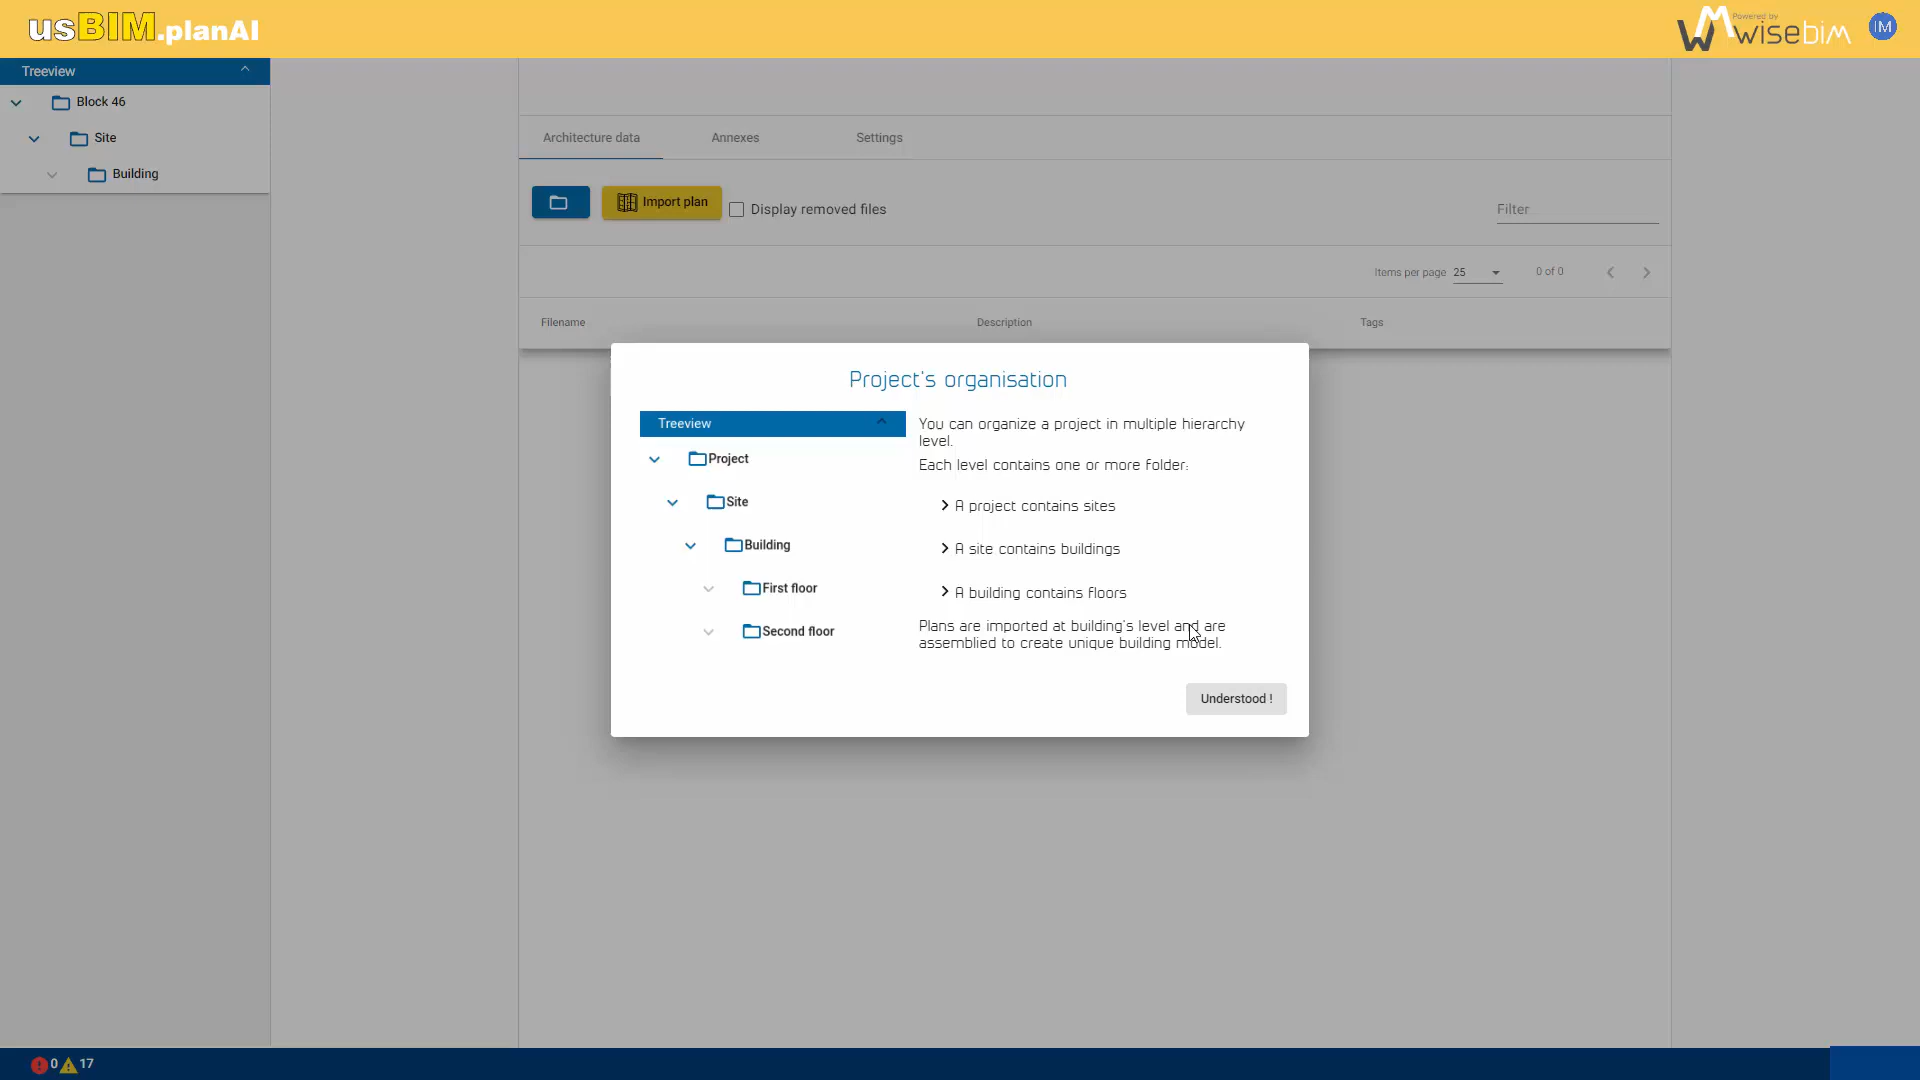 usBIM.planAI
Powered by
wisebim
IM
Treeview
Block 46
Site
Building
Architecture data
Annexes
Settings
Import plan
Display removed files
Filter
Items per page 25
0 of 0
Filename
Description
Tags
Project's organisation
Treeview
Project
Site
Building
First floor
Second floor
You can organize a project in multiple hierarchy
level.
Each level contains one or more folder:
A project contains sites
A site contains buildings
A building contains floors
Plans are imported at building's level and are
assemblied to create unique building model.
Understood !
0
17